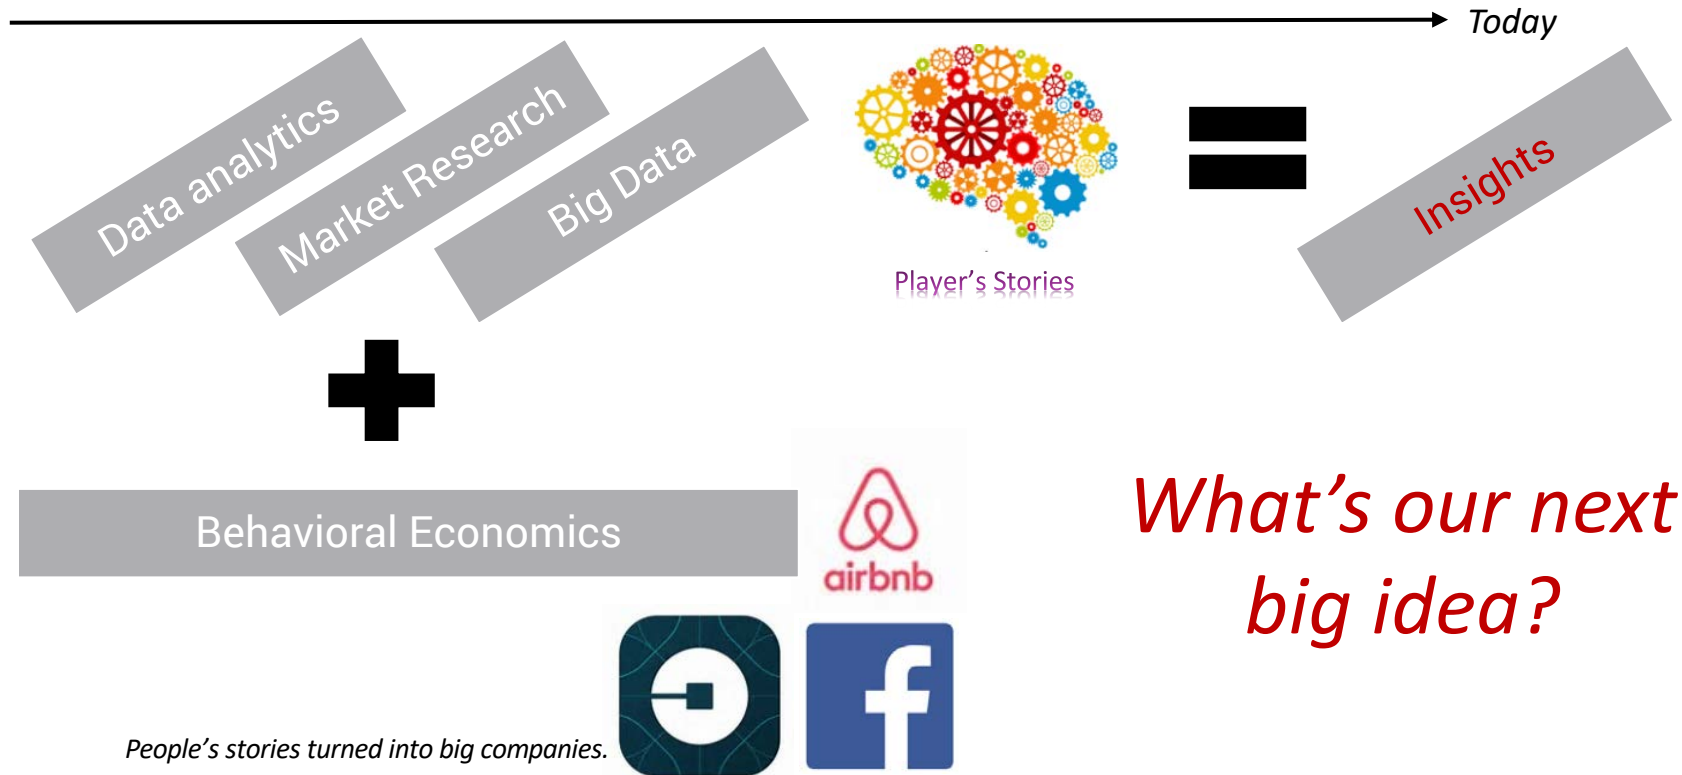 Today
Data analytics
Market Research
Big Data
Player's Stories
Insights
Behavioral Economics
airbnb
What's our next
big idea?
f
People's stories turned into big companies.